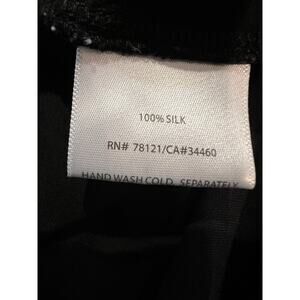 100% SILK
RN# 78121/CA#34460
HAND WASH COLD, SEPARATELY